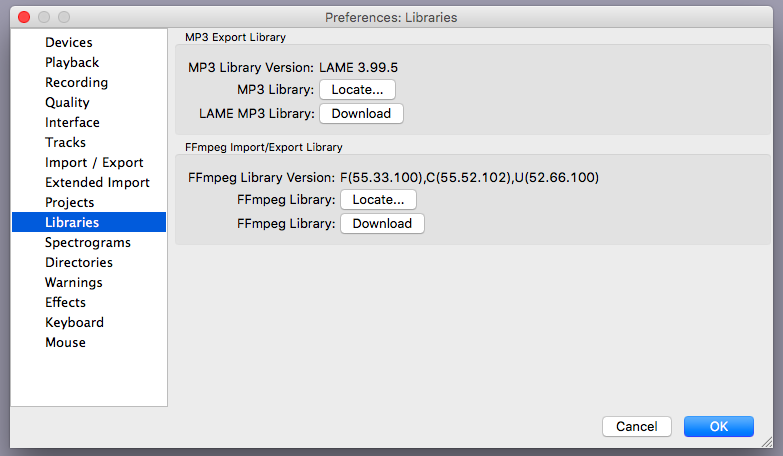 Preferences: Libraries
Devices
Playback
Recording
Quality
Interface
Tracks
Import / Export
Extended Import
Projects
Libraries
Spectrograms
Directories
Warnings
Effects
Keyboard
Mouse
MP3 Export Library
MP3 Library Version: LAME 3.99.5
MP3 Library: Locate...
LAME MP3 Library: Download
FFmpeg Import/Export Library
FFmpeg Library Version: F(55.33.100),C(55.52.102),U(52.66.100)
FFmpeg Library: Locate...
FFmpeg Library: Download
Cancel OK